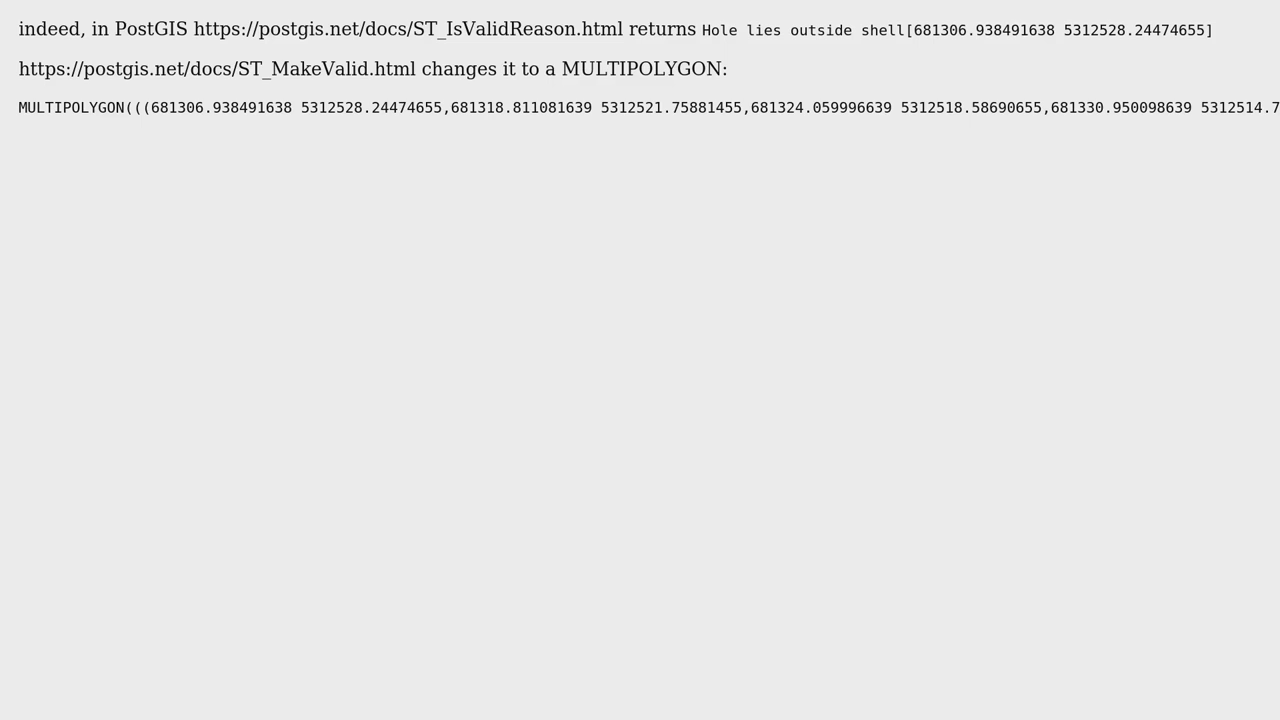 indeed, in PostGIS https://postgis.net/docs/ST_IsValidReason.html returns Hole lies outside shell[681306.938491638 5312528.24474655]
https://postgis.net/docs/ST_MakeValid.html changes it to a MULTIPOLYGON:
MULTIPOLYGON(((681306.938491638 5312528.24474655,681318.811081639 5312521.75881455,681324.059996639 5312518.58690655,681330.950098639 5312514.7